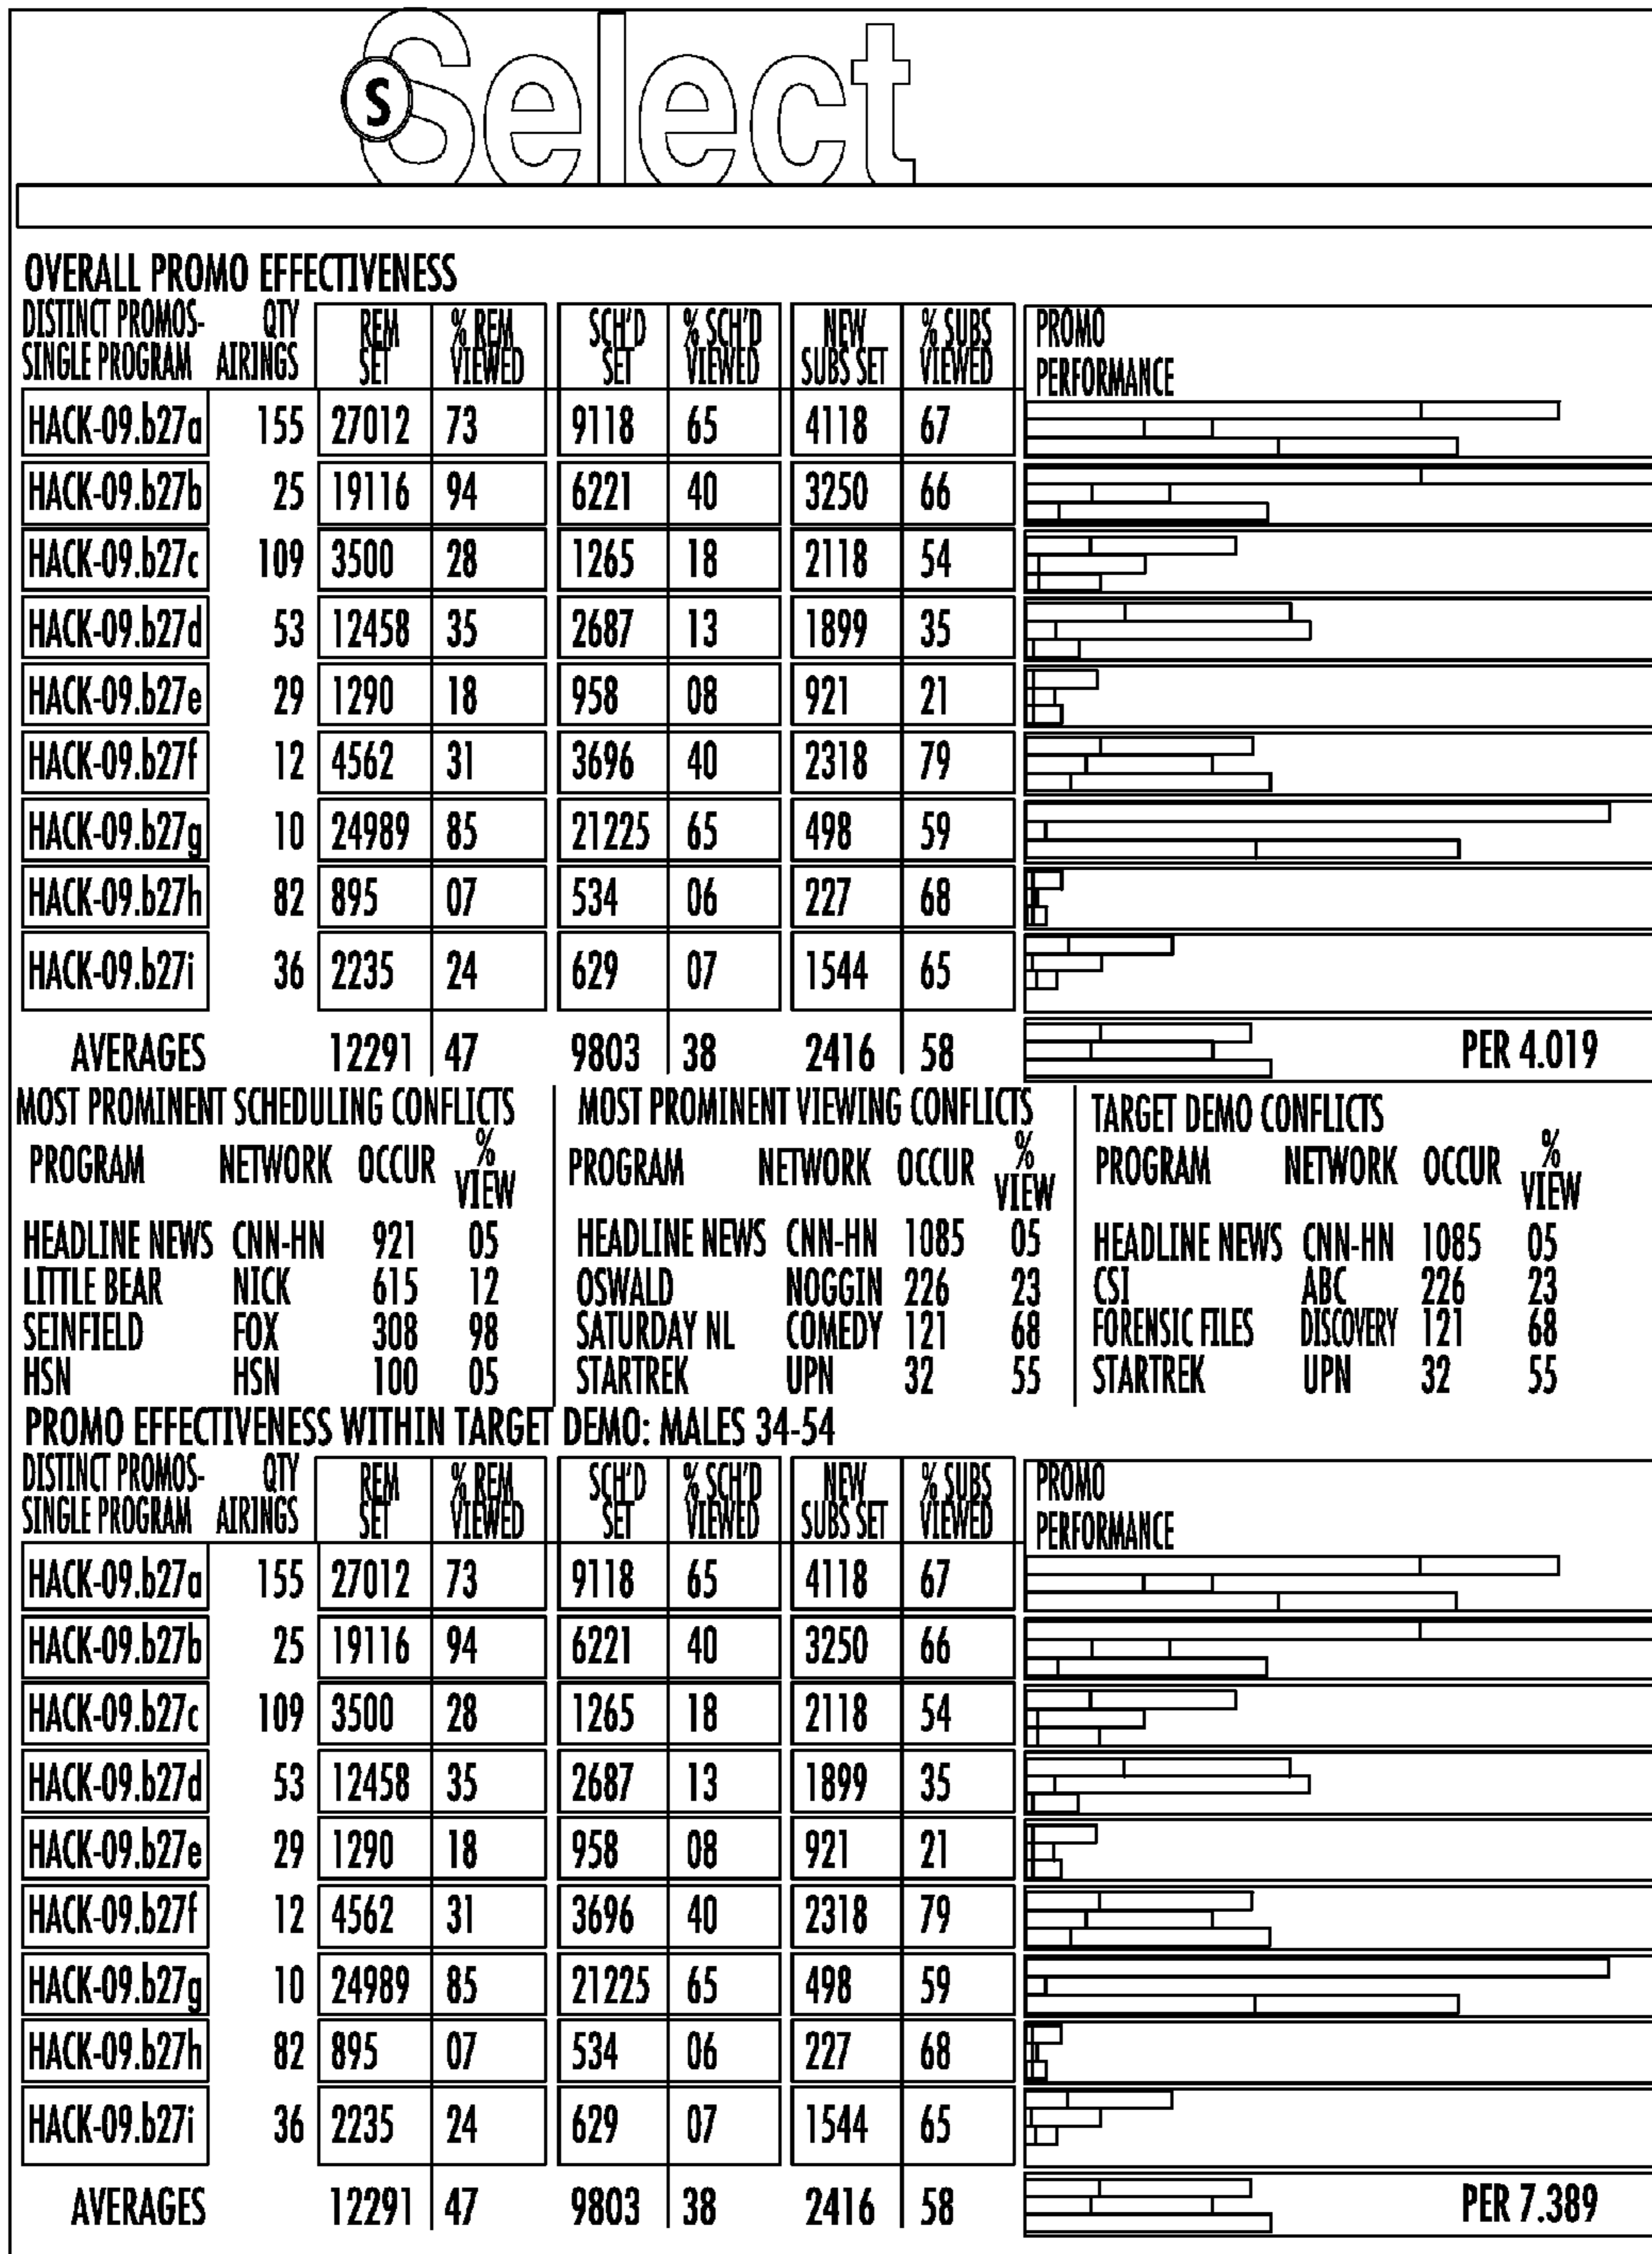 S Select
OVERALL PROMO EFFECTIVENESS
DISTINCT PROMOS- QTY REM % REM SCH'D % SCH'D NEW % SUBS PROMO
SINGLE PROGRAM AIRINGS SET VIEWED SET VIEWED SUBS SET VIEWED PERFORMANCE
HACK-09.b27a 155 27012 73 9118 65 4118 67
HACK-09.b27b 25 19116 94 6221 40 3250 66
HACK-09.b27c 109 3500 28 1265 18 2118 54
HACK-09.b27d 53 12458 35 2687 13 1899 35
HACK-09.b27e 29 1290 18 958 08 921 21
HACK-09.b27f 12 4562 31 3696 40 2318 79
HACK-09.b27g 10 24989 85 21225 65 498 59
HACK-09.b27h 82 895 07 534 06 227 68
HACK-09.b27i 36 2235 24 629 07 1544 65
AVERAGES 12291 47 9803 38 2416 58 PER 4.019
MOST PROMINENT SCHEDULING CONFLICTS
PROGRAM NETWORK OCCUR % VIEW
HEADLINE NEWS CNN-HN 921 05
LITTLE BEAR NICK 615 12
SEINFIELD FOX 308 98
HSN HSN 100 05
MOST PROMINENT VIEWING CONFLICTS
PROGRAM NETWORK OCCUR % VIEW
HEADLINE NEWS CNN-HN 1085 05
OSWALD NOGGIN 226 23
SATURDAY NL COMEDY 121 68
STARTREK UPN 32 55
TARGET DEMO CONFLICTS
PROGRAM NETWORK OCCUR % VIEW
HEADLINE NEWS CNN-HN 1085 05
CSI ABC 226 23
FORENSIC FILES DISCOVERY 121 68
STARTREK UPN 32 55
PROMO EFFECTIVENESS WITHIN TARGET DEMO: MALES 34-54
DISTINCT PROMOS- QTY REM % REM SCH'D % SCH'D NEW % SUBS PROMO
SINGLE PROGRAM AIRINGS SET VIEWED SET VIEWED SUBS SET VIEWED PERFORMANCE
HACK-09.b27a 155 27012 73 9118 65 4118 67
HACK-09.b27b 25 19116 94 6221 40 3250 66
HACK-09.b27c 109 3500 28 1265 18 2118 54
HACK-09.b27d 53 12458 35 2687 13 1899 35
HACK-09.b27e 29 1290 18 958 08 921 21
HACK-09.b27f 12 4562 31 3696 40 2318 79
HACK-09.b27g 10 24989 85 21225 65 498 59
HACK-09.b27h 82 895 07 534 06 227 68
HACK-09.b27i 36 2235 24 629 07 1544 65
AVERAGES 12291 47 9803 38 2416 58 PER 7.389